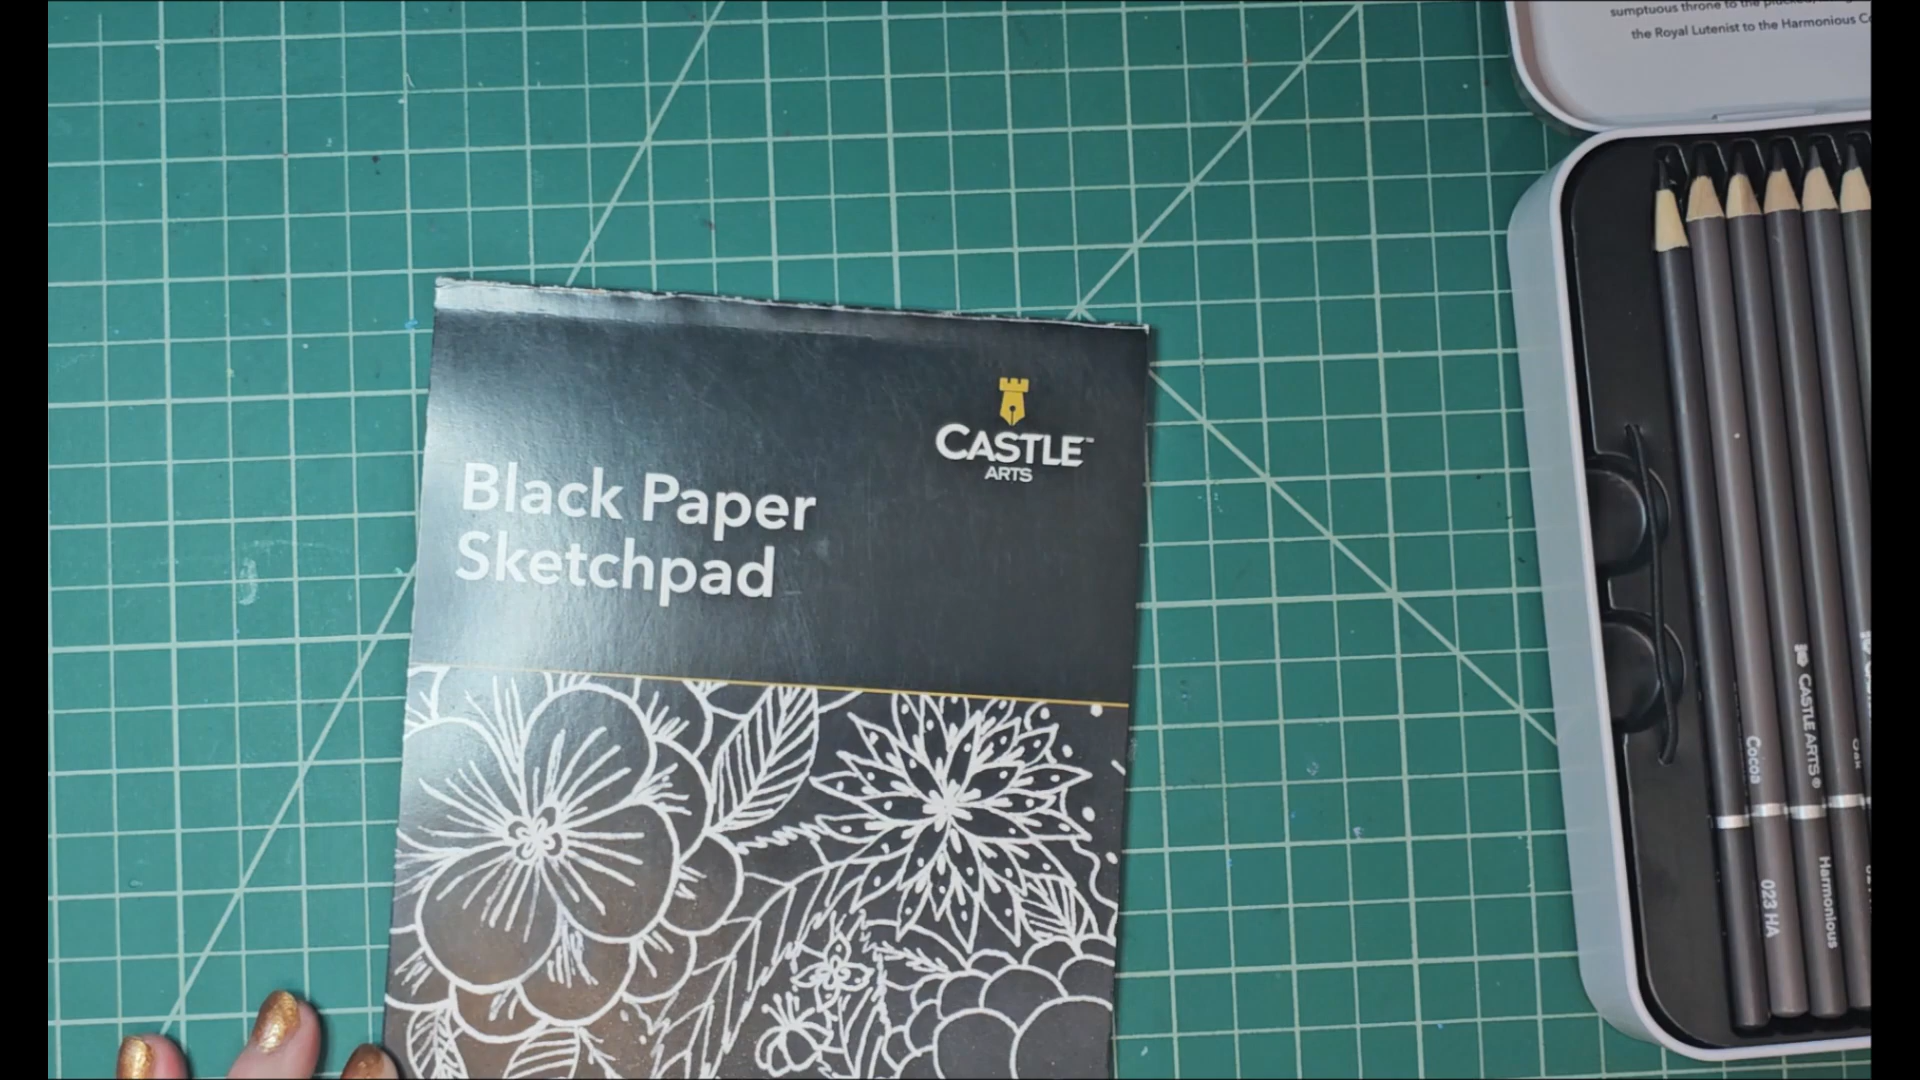 sumptuous throne to the
the Royal Lutenist to the Harmonious
CASTLE™
ARTS
Black Paper
Sketchpad
Cocoa
023 HA
CASTLE ARTS®
Harmonious